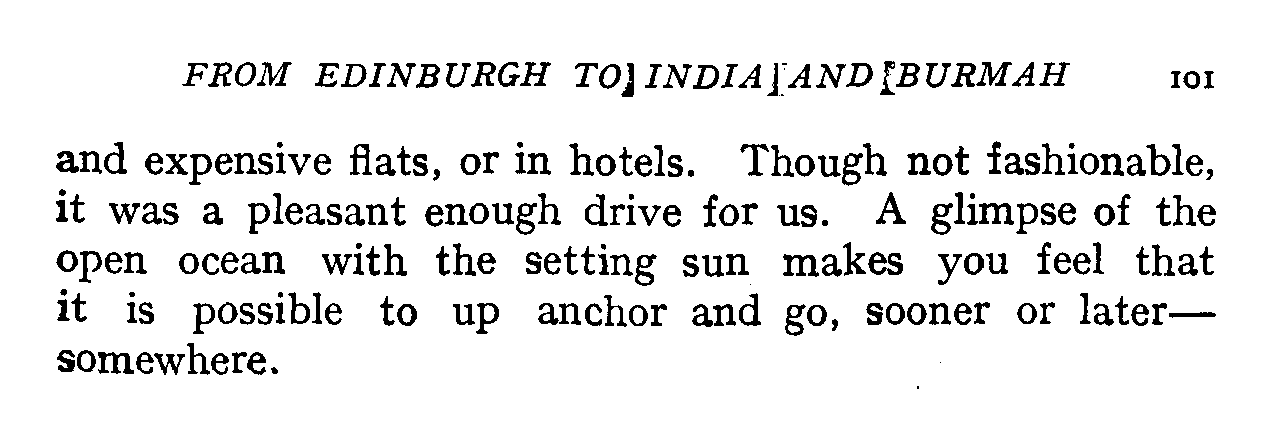 FROM EDINBURGH TO] INDIA] AND [BURMAH 101
and expensive flats, or in hotels. Though not fashionable,
it was a pleasant enough drive for us. A glimpse of the
open ocean with the setting sun makes you feel that
it is possible to up anchor and go, sooner or later—
somewhere.